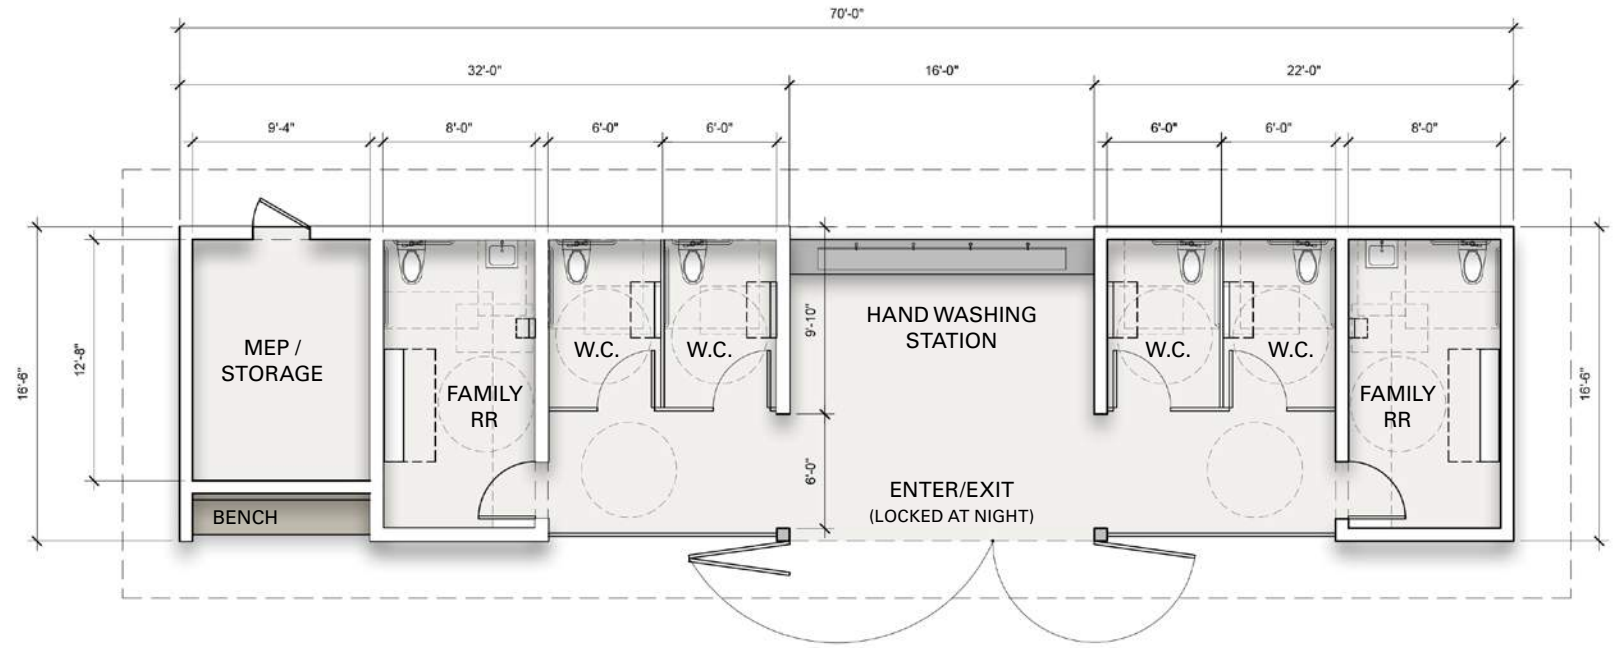 70'-0"
32'-0"
16'-0"
22'-0"
9'-4"
8'-0"
6'-0"
6'-0"
6'-0"
6'-0"
8'-0"
16'-6"
12'-8"
MEP /
STORAGE
BENCH
FAMILY
RR
W.C.
W.C.
9'-10"
6'-0"
HAND WASHING
STATION
ENTER/EXIT
(LOCKED AT NIGHT)
W.C.
W.C.
FAMILY
RR
16'-6"